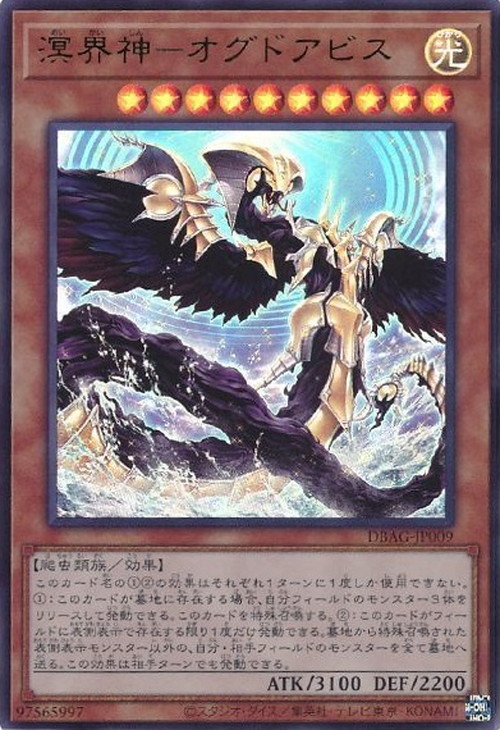 溟界神－オグドアビス
光
DBAG-JP009
【爬虫類族／効果】
このカード名の①②の効果はそれぞれ１ターンに１度しか使用できない。
①：このカードが墓地に存在する場合、自分フィールドのモンスター３体を
リリースして発動できる。このカードを特殊召喚する。②：このカードがフィー
ルドに表側表示で存在する限り１度だけ発動できる。墓地から特殊召喚された
表側表示モンスター以外の、自分・相手フィールドのモンスターを全て墓地へ
送る。この効果は相手ターンでも発動できる。
ATK/3100 DEF/2200
97565997 ©スタジオ・ダイス／集英社・テレビ東京・KONAMI